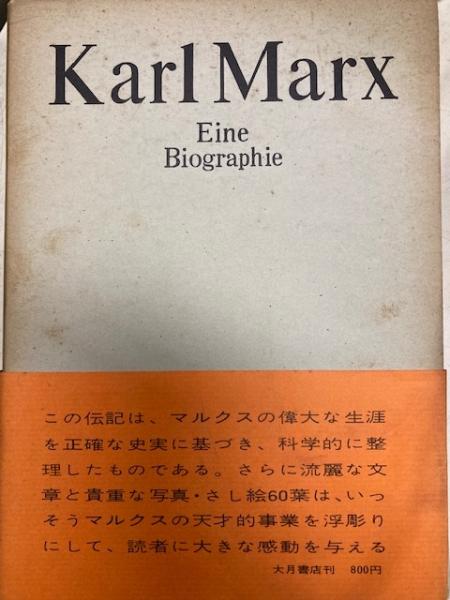 Karl Marx
Eine
Biographie
この伝記は、マルクスの偉大な生涯
を正確な史実に基づき、科学的に整
理したものである。さらに流麗な文
章と貴重な写真・さし絵60葉は、いっ
そうマルクスの天才的事業を浮彫り
にして、読者に大きな感動を与える
大月書店刊 800円